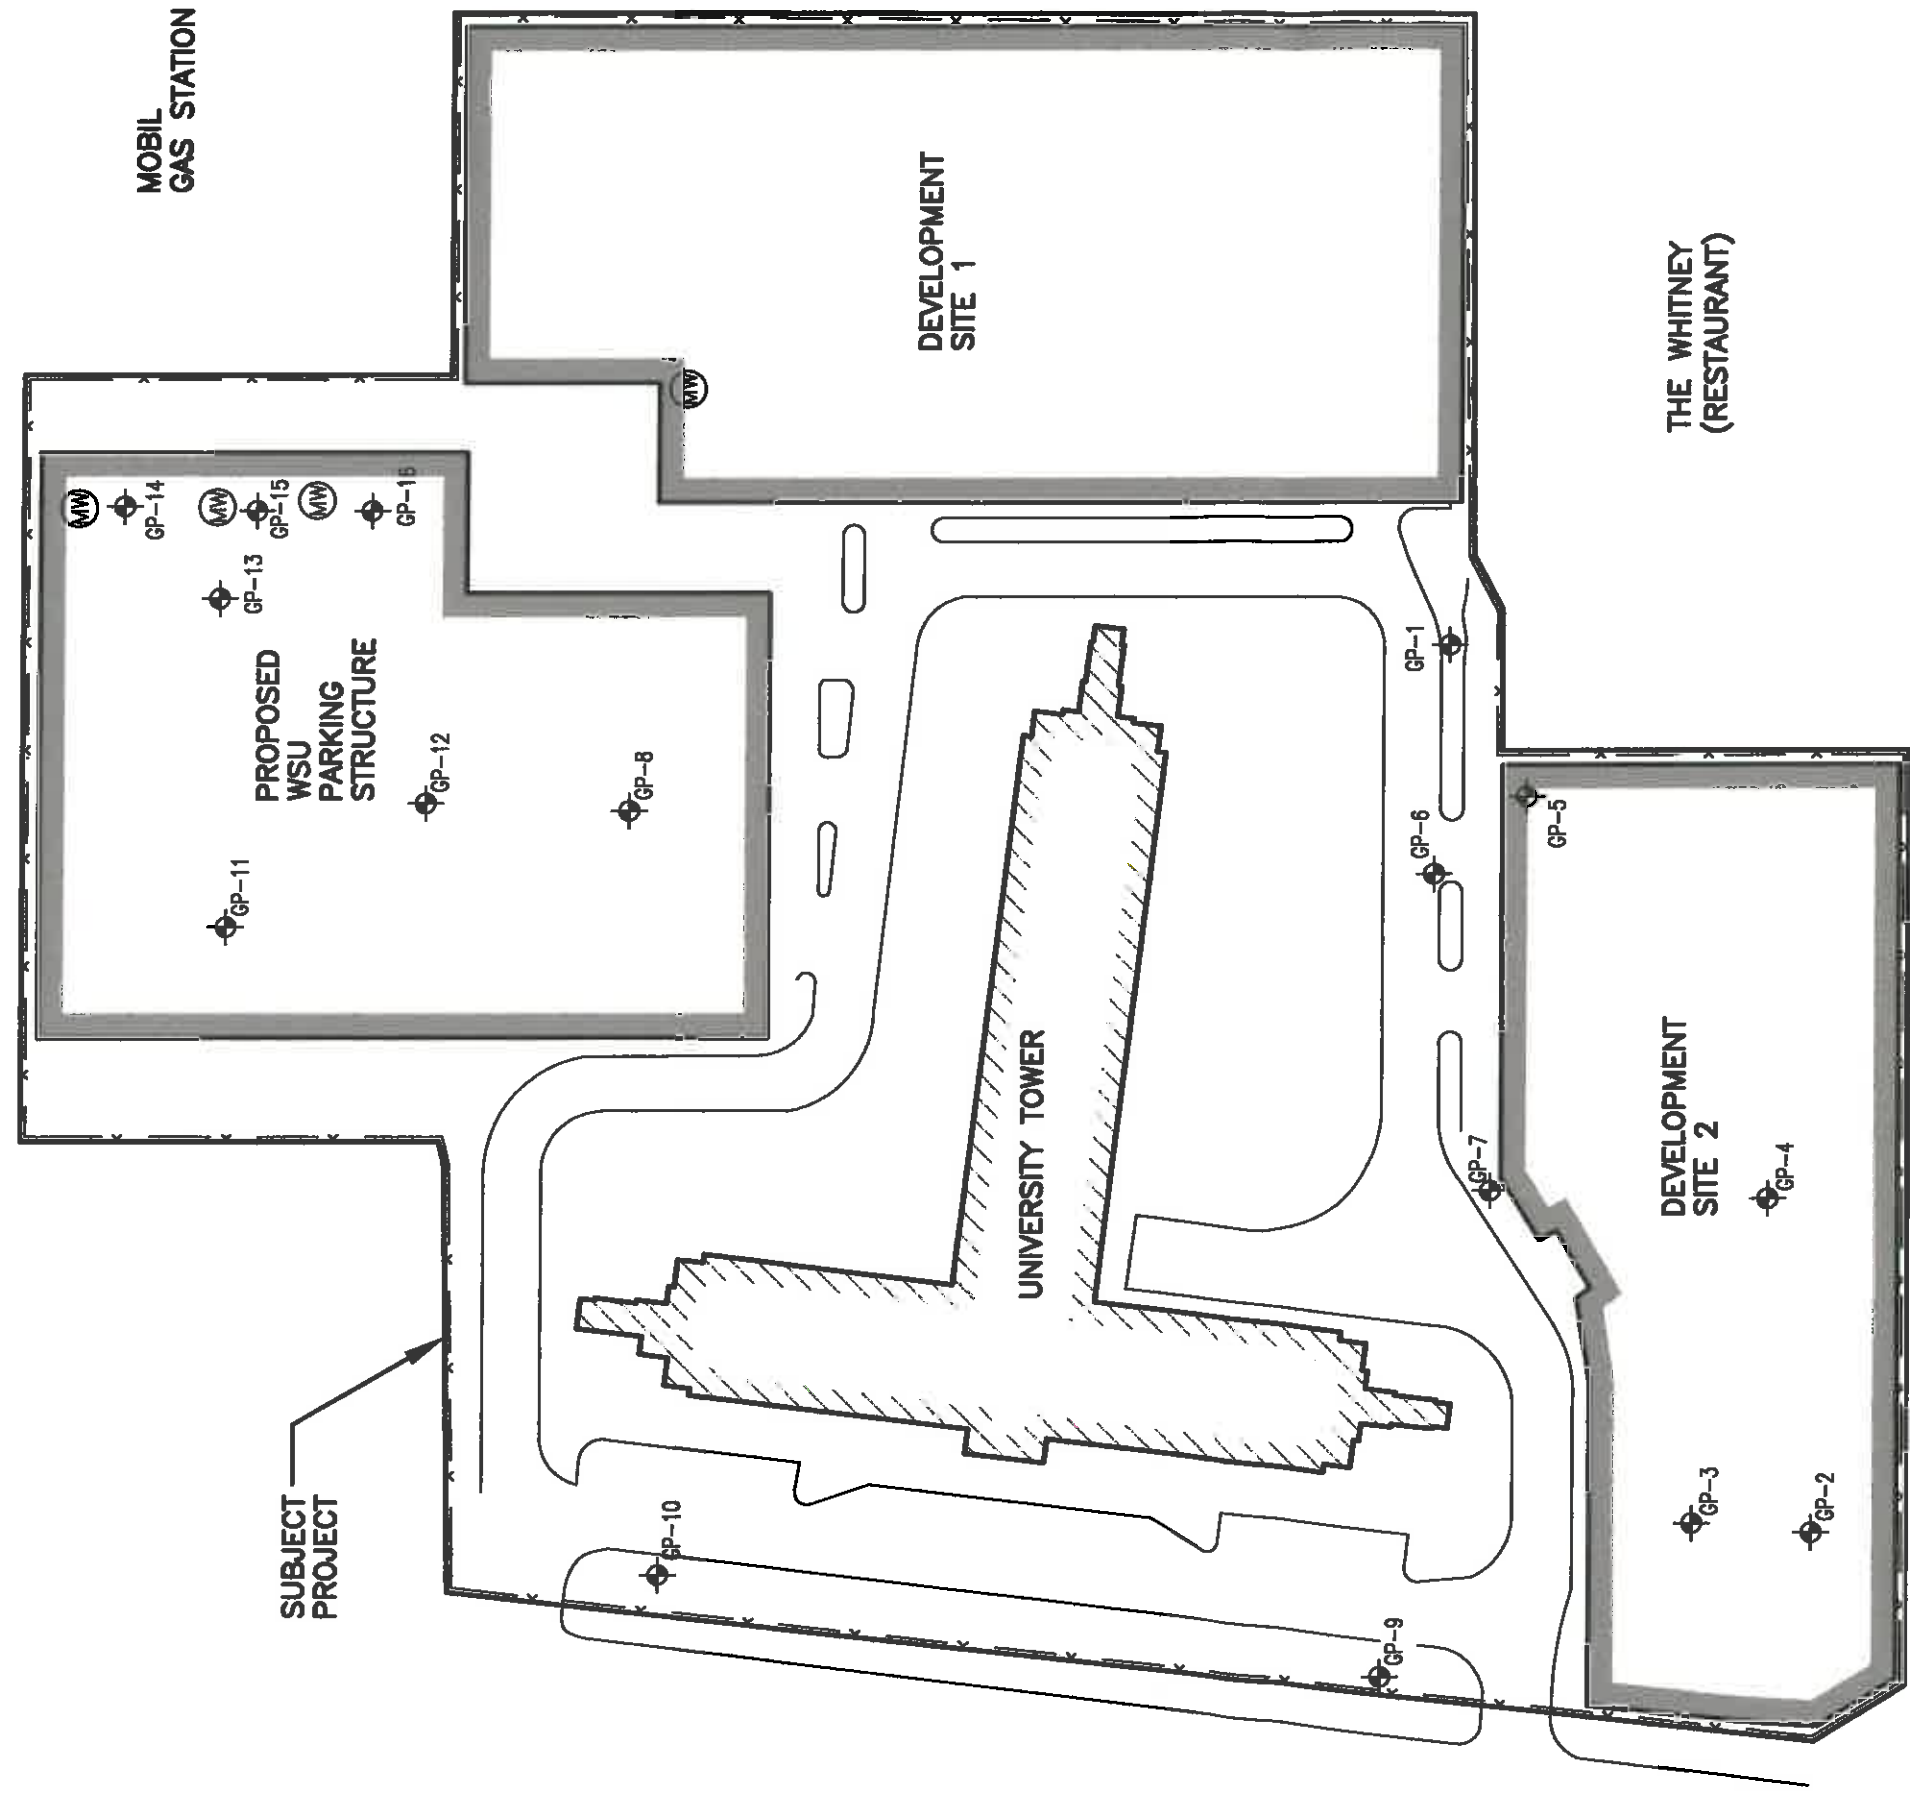 MOBIL
GAS STATION
MW
GP-14
MW
GP-15
MW
GP-16
GP-13
PROPOSED
WSU
PARKING
STRUCTURE
GP-12
GP-8
GP-11
DEVELOPMENT
SITE 1
MW
THE WHITNEY
(RESTAURANT)
GP-1
GP-6
GP-5
GP-7
UNIVERSITY TOWER
DEVELOPMENT
SITE 2
GP-4
GP-3
GP-2
SUBJECT
PROJECT
GP-10
GP-9